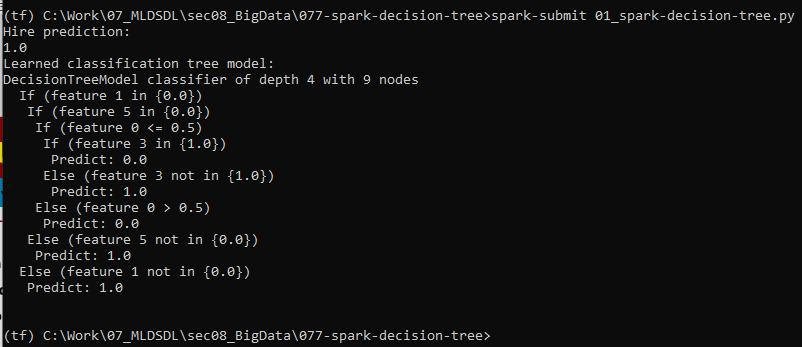 (tf) C:\Work\07_MLDSDL\sec08_BigData\077-spark-decision-tree>spark-submit 01_spark-decision-tree.py
Hire prediction:
1.0
Learned classification tree model:
DecisionTreeModel classifier of depth 4 with 9 nodes
  If (feature 1 in {0.0})
   If (feature 5 in {0.0})
    If (feature 0 <= 0.5)
     If (feature 3 in {1.0})
      Predict: 0.0
     Else (feature 3 not in {1.0})
      Predict: 1.0
    Else (feature 0 > 0.5)
     Predict: 0.0
   Else (feature 5 not in {0.0})
    Predict: 1.0
  Else (feature 1 not in {0.0})
   Predict: 1.0
(tf) C:\Work\07_MLDSDL\sec08_BigData\077-spark-decision-tree>